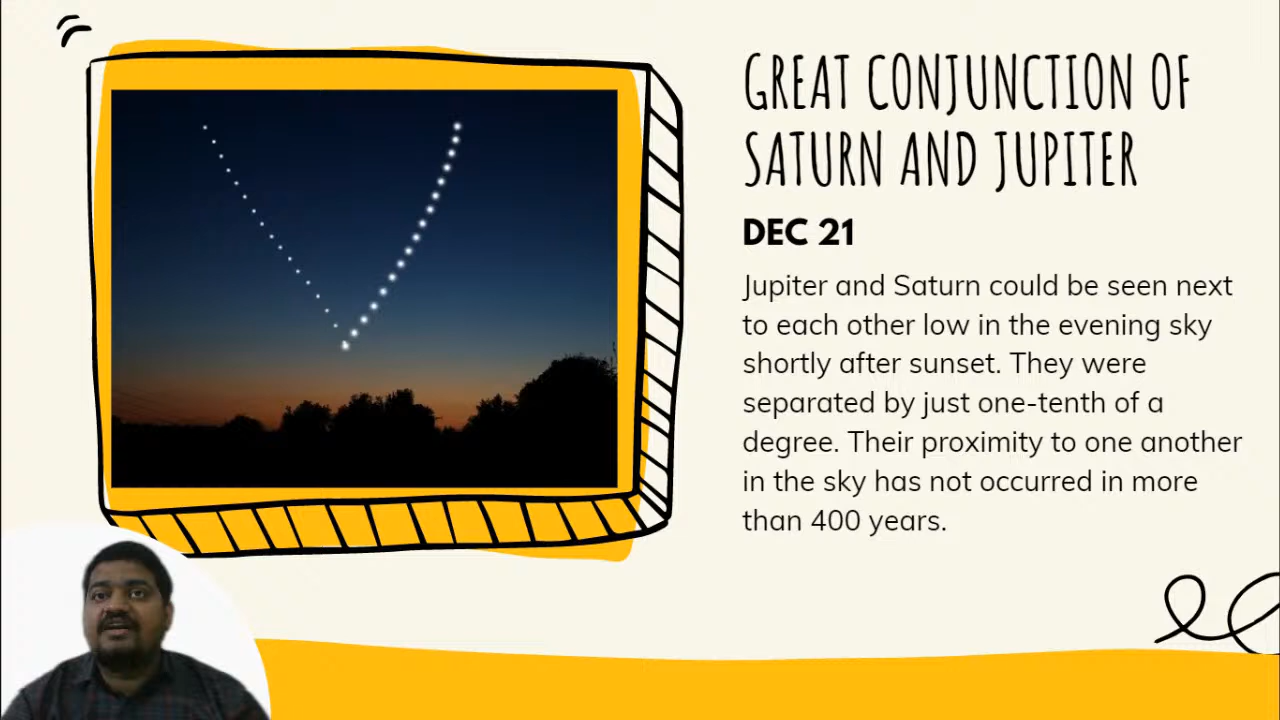 GREAT CONJUNCTION OF
SATURN AND JUPITER
DEC 21
Jupiter and Saturn could be seen next
to each other low in the evening sky
shortly after sunset. They were
separated by just one-tenth of a
degree. Their proximity to one another
in the sky has not occurred in more
than 400 years.